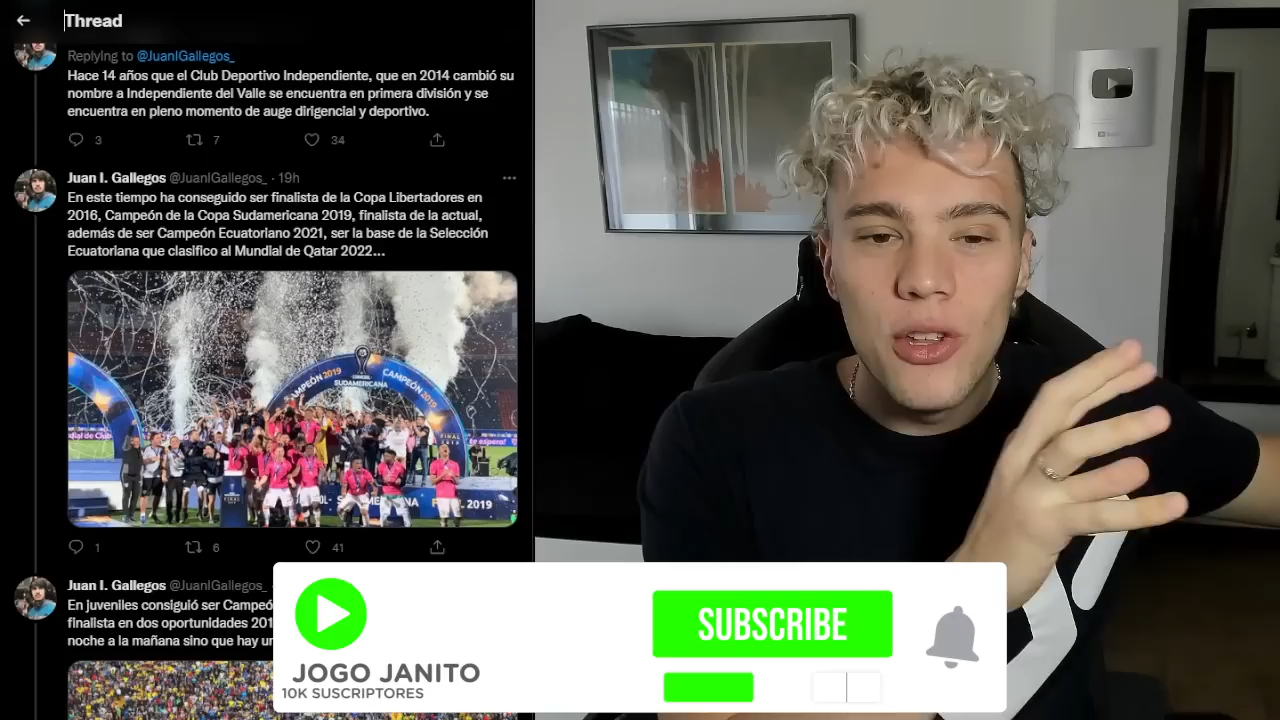 Thread
Replying to @JuanIGallegos_
Hace 14 años que el Club Deportivo Independiente, que en 2014 cambió su
nombre a Independiente del Valle se encuentra en primera división y se
encuentra en pleno momento de auge dirigencial y deportivo.
3 7 34
Juan I. Gallegos @JuanIGallegos_ · 19h
En este tiempo ha conseguido ser finalista de la Copa Libertadores en
2016, Campeón de la Copa Sudamericana 2019, finalista de la actual,
además de ser Campeón Ecuatoriano 2021, ser la base de la Selección
Ecuatoriana que clasifico al Mundial de Qatar 2022...
CAMPEÓN 2019
SUDAMERICANA
CAMPEÓN 2019
FINAL 2019
1 6 41
Juan I. Gallegos @JuanIGallegos_
En juveniles consiguió ser Campeó
finalista en dos oportunidades 201
noche a la mañana sino que hay un
SUBSCRIBE
JOGO JANITO
10K SUSCRIPTORES